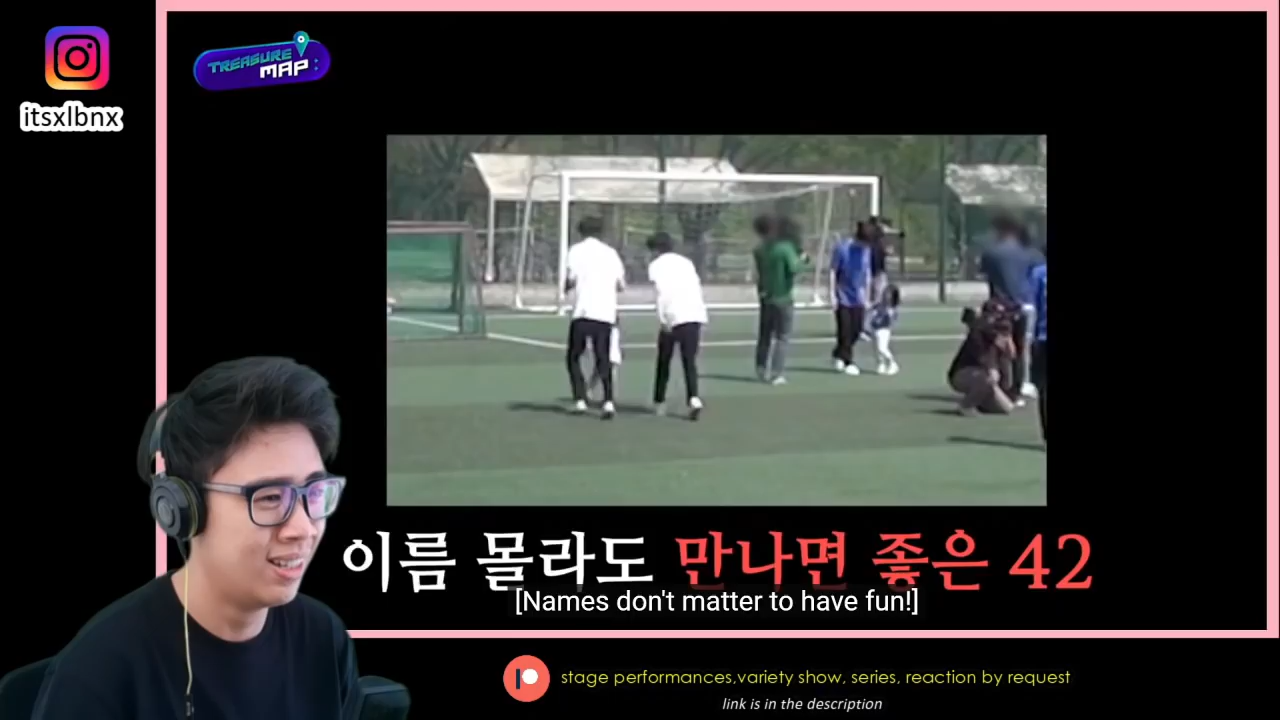 itsxlbnx
TREASURE
MAP
이름 몰라도 만나면 좋은 42
[Names don't matter to have fun!]
stage performances,variety show, series, reaction by request
link is in the description